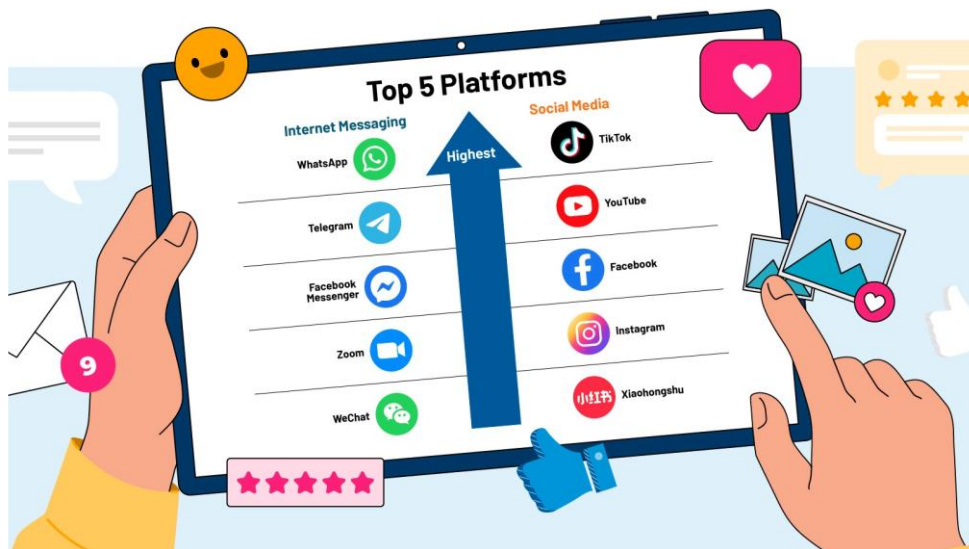 Top 5 Platforms
Internet Messaging
Social Media
Highest
WhatsApp
TikTok
Telegram
YouTube
Facebook
Messenger
Facebook
Zoom
Instagram
WeChat
小红书
Xiaohongshu
9